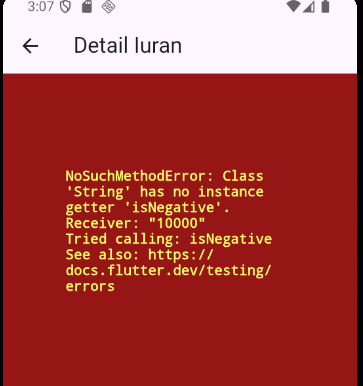 3:07
Detail Iuran
NoSuchMethodError: Class
'String' has no instance
getter 'isNegative'.
Receiver: "10000"
Tried calling: isNegative
See also: https://
docs.flutter.dev/testing/
errors